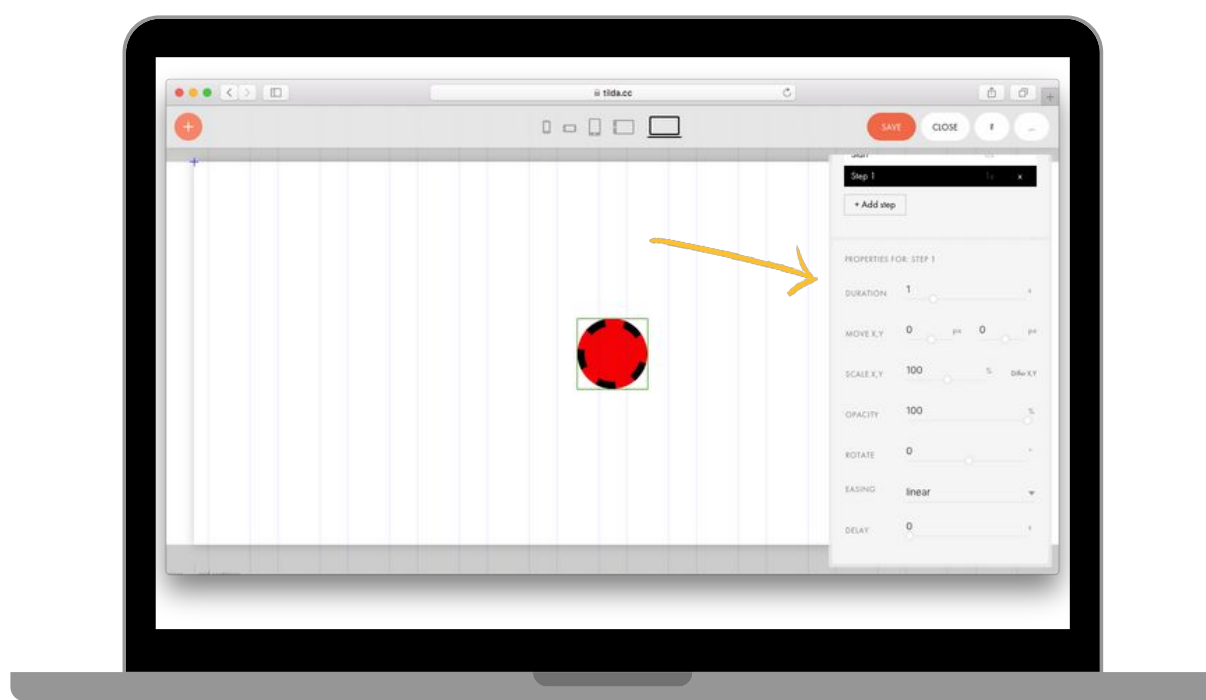 tilda.cc
SAVE CLOSE
Step 1 x
+ Add step
PROPERTIES FOR: STEP 1
DURATION 1
MOVE X,Y 0 px 0 px
SCALE X,Y 100 % Differ X,Y
OPACITY 100 %
ROTATE 0 °
EASING linear
DELAY 0